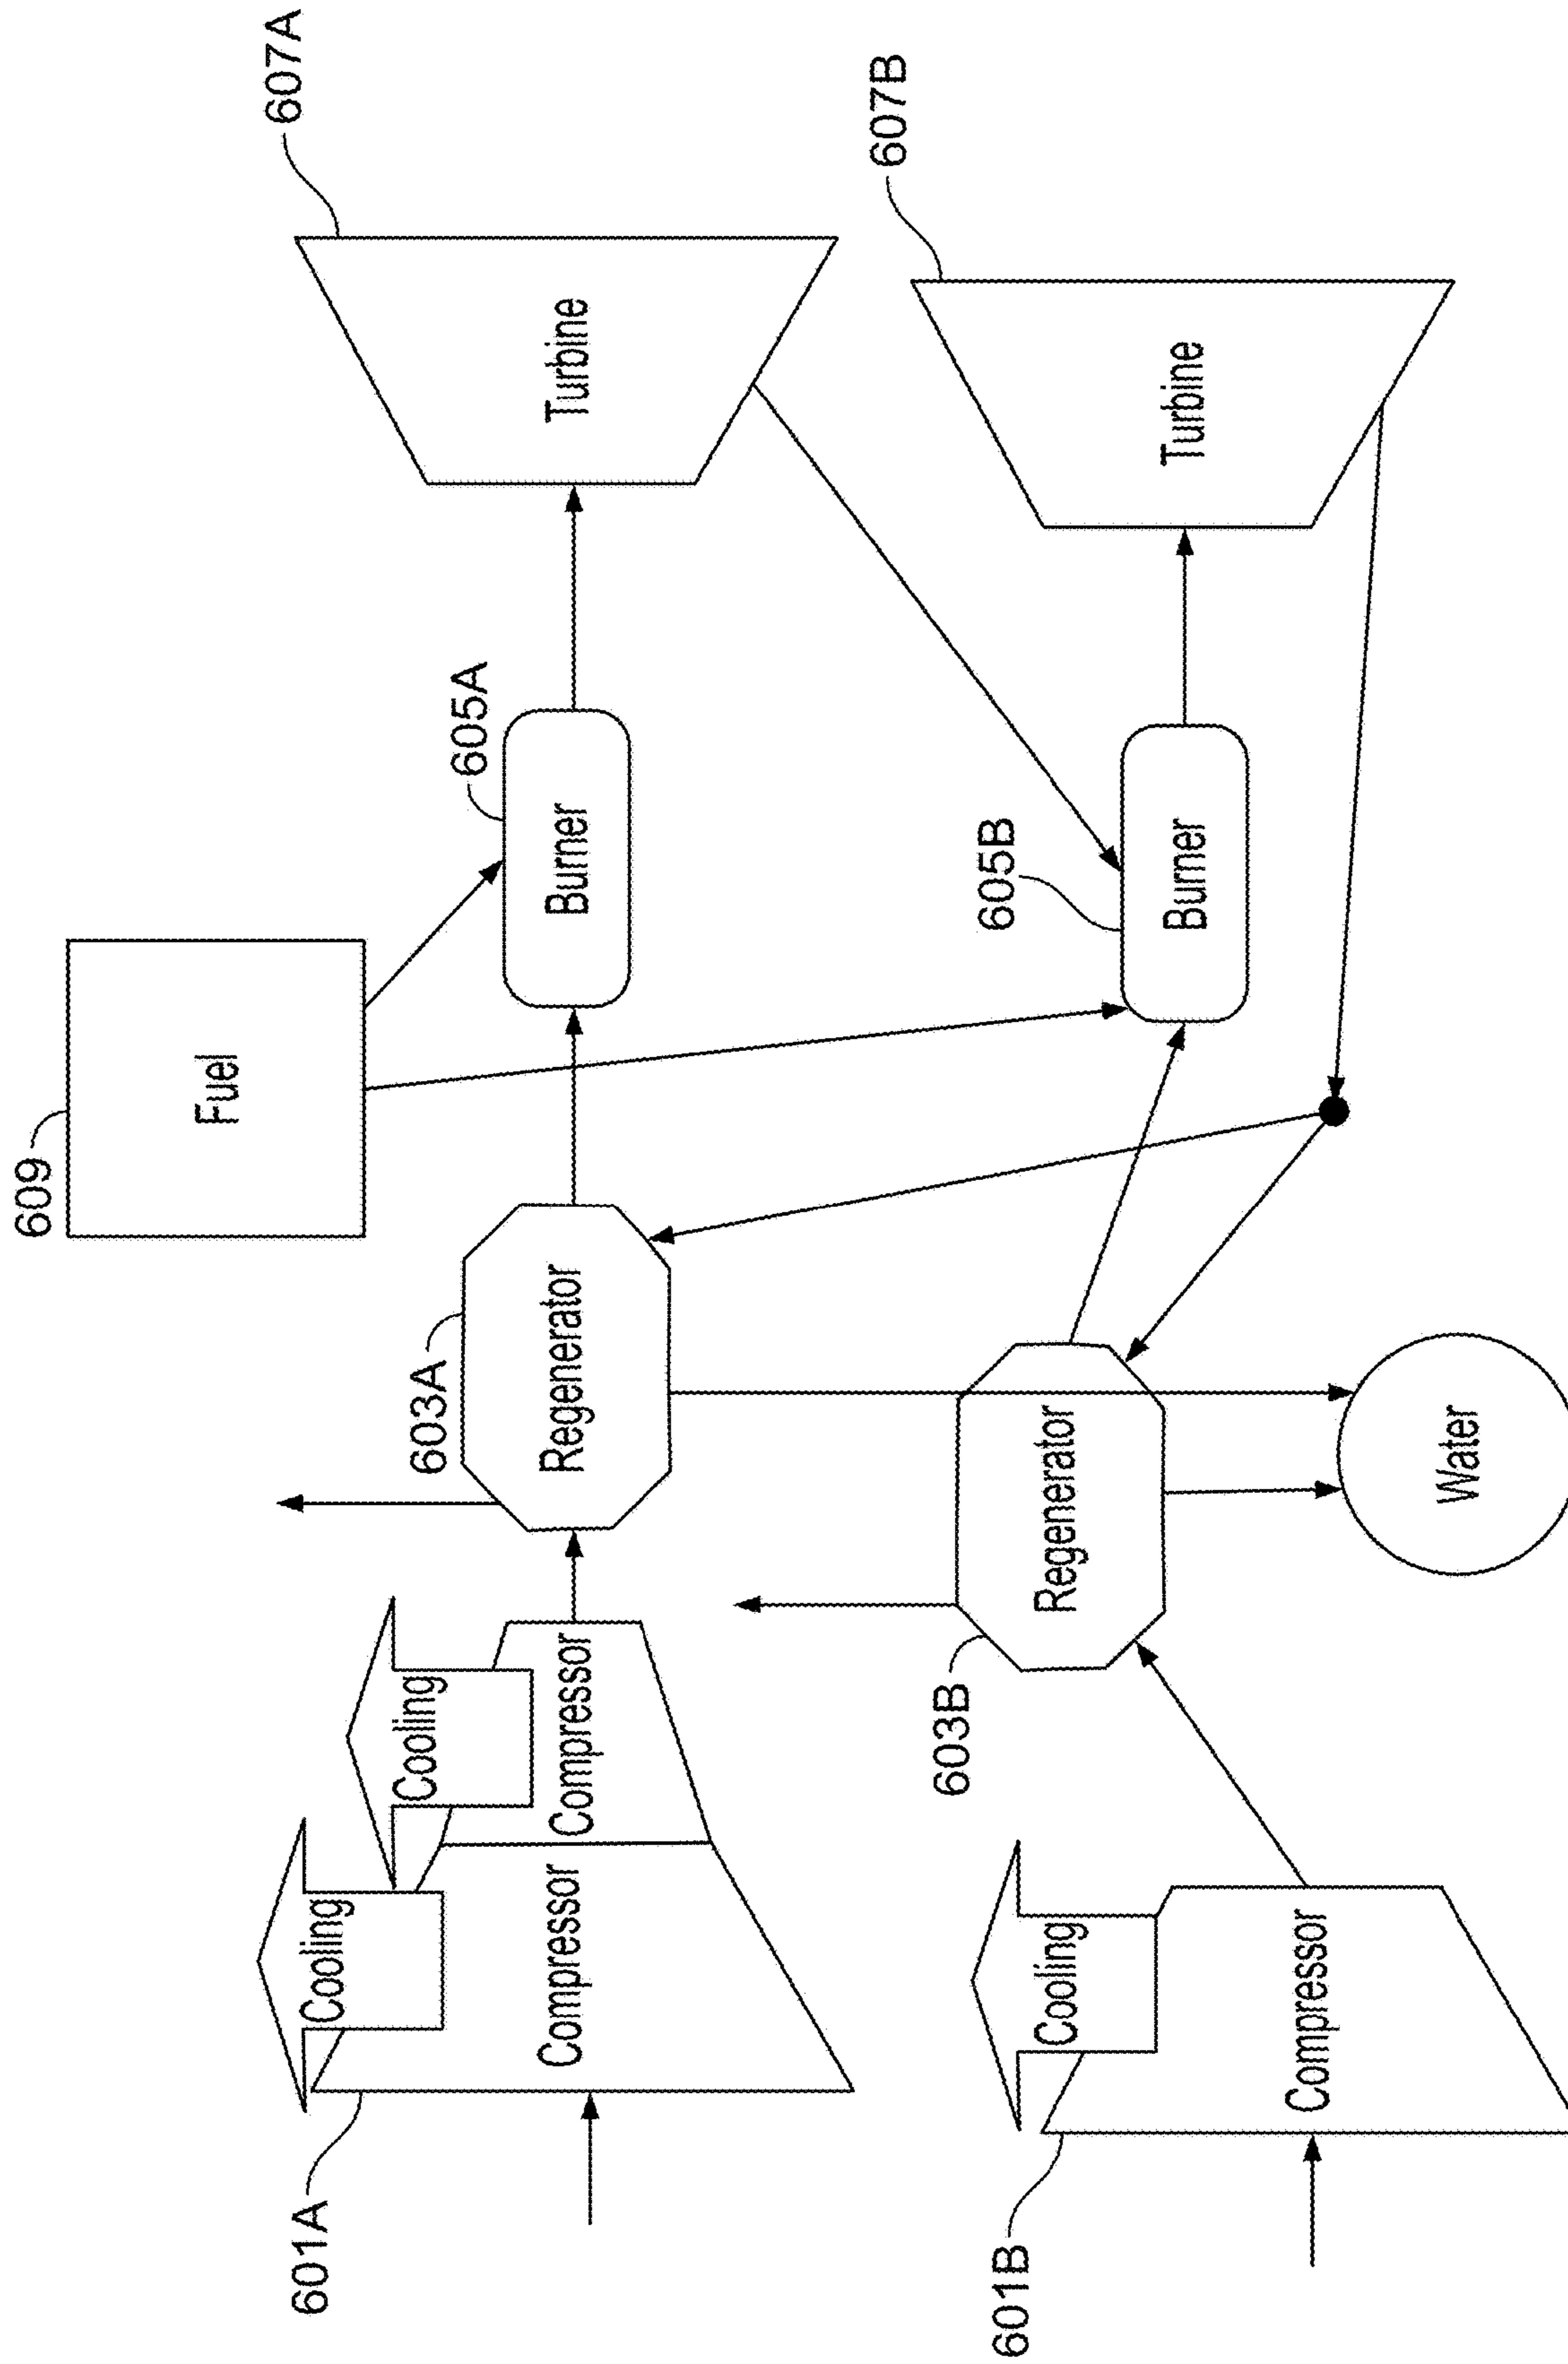 609
Fuel
607A
Turbine
605A
Burner
603A
Regenerator
Cooling
Cooling
Compressor
Compressor
601A
607B
Turbine
605B
Burner
603B
Regenerator
Water
Cooling
Compressor
601B